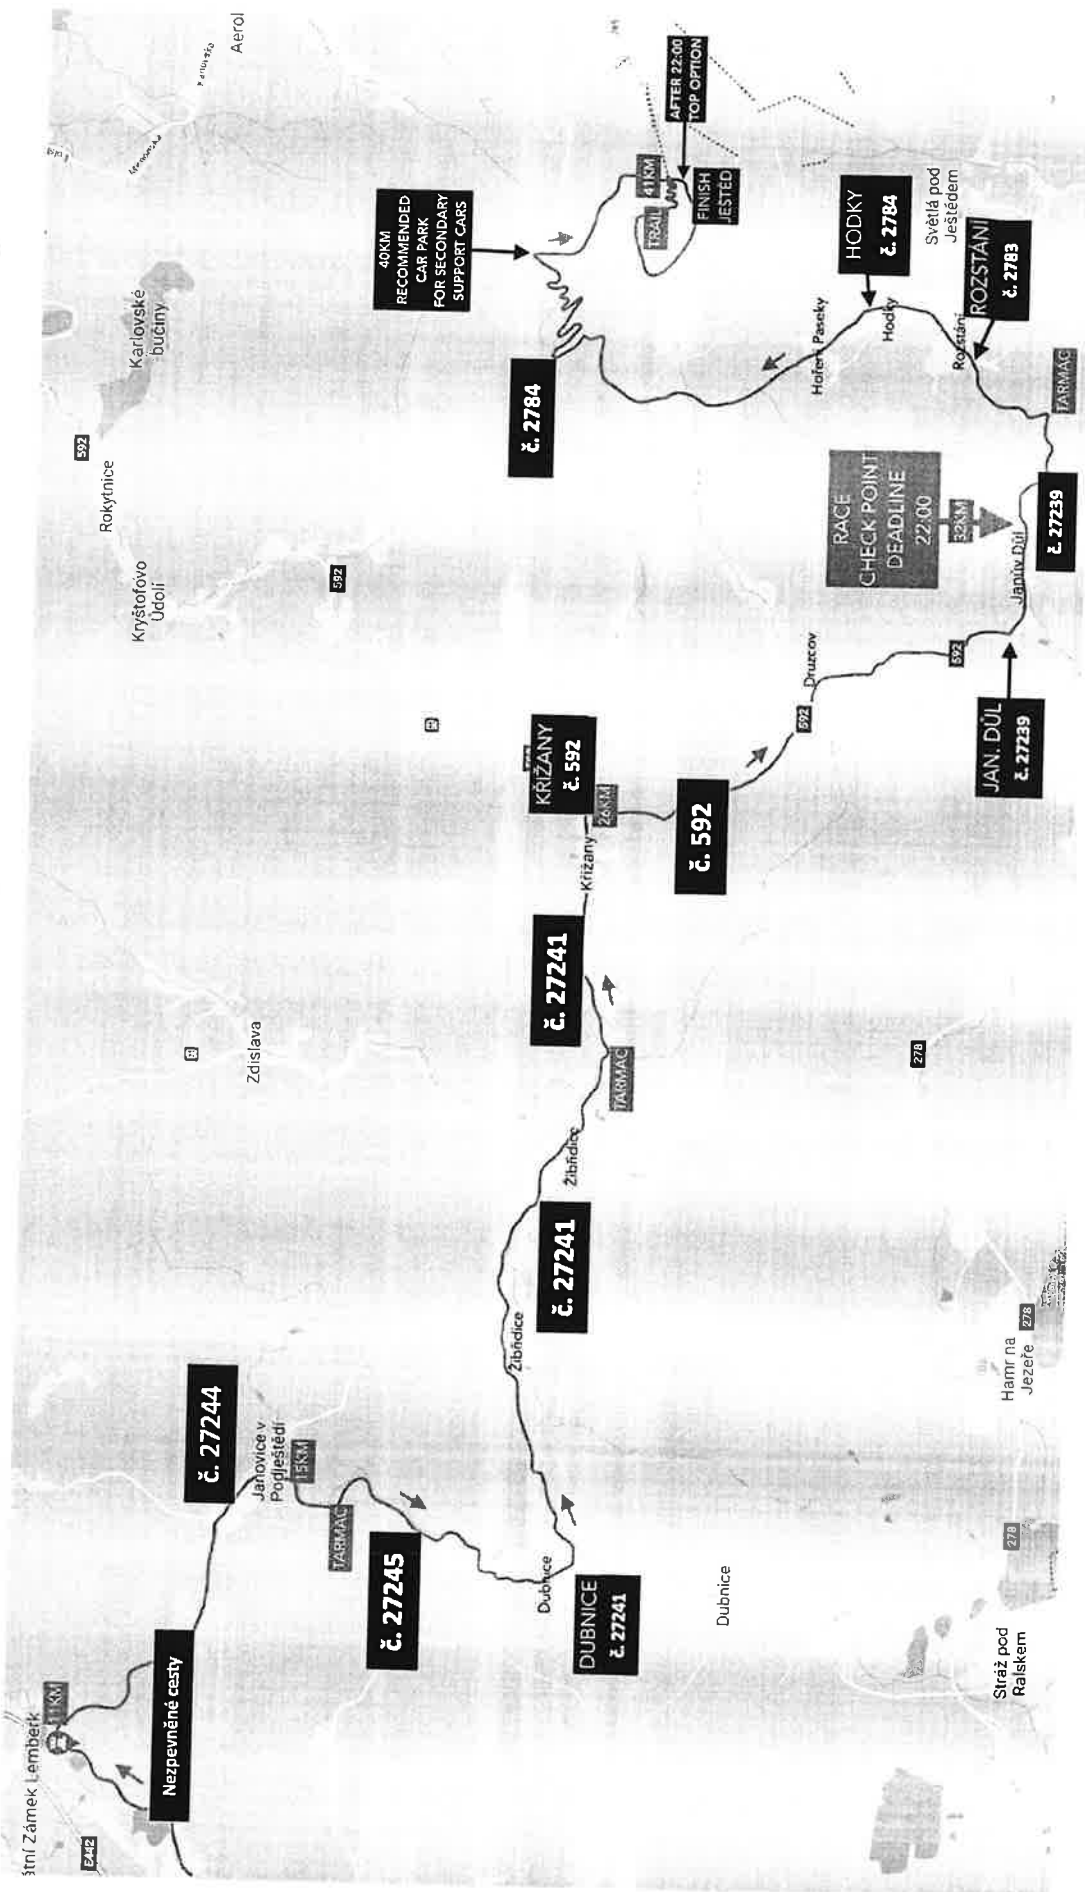 átní Zámek Lemberk
11KM
E442
Nezpevněné cesty
č. 27244
Janovice v
Podještědí
15KM
TARMAC
č. 27245
Dubnice
DUBNICE
č. 27241
Dubnice
Stráž pod
Ralskem
278
Hamr na
Jezeře
278
Žibřidice
č. 27241
Žibřidice
TARMAC
č. 27241
Zdislava
278
Křižany
KŘIŽANY
č. 592
26KM
č. 592
592
Druzcov
592
JAN. DŮL
č. 27239
Janův Důl
RACE
CHECK POINT
DEADLINE
22:00
32KM
č. 27239
TARMAC
Rozstání
ROZSTÁNÍ
č. 2783
Hodky
HODKY
č. 2784
Světlá pod
Ještědem
Hoření Paseky
č. 2784
40KM
RECOMMENDED
CAR PARK
FOR SECONDARY
SUPPORT CARS
TRAIL
41KM
FINISH
JEŠTĚD
AFTER 22:00
TOP OPTION
Kryštofovo
Údolí
592
Rokytnice
592
Karlovské
bučiny
Aerol